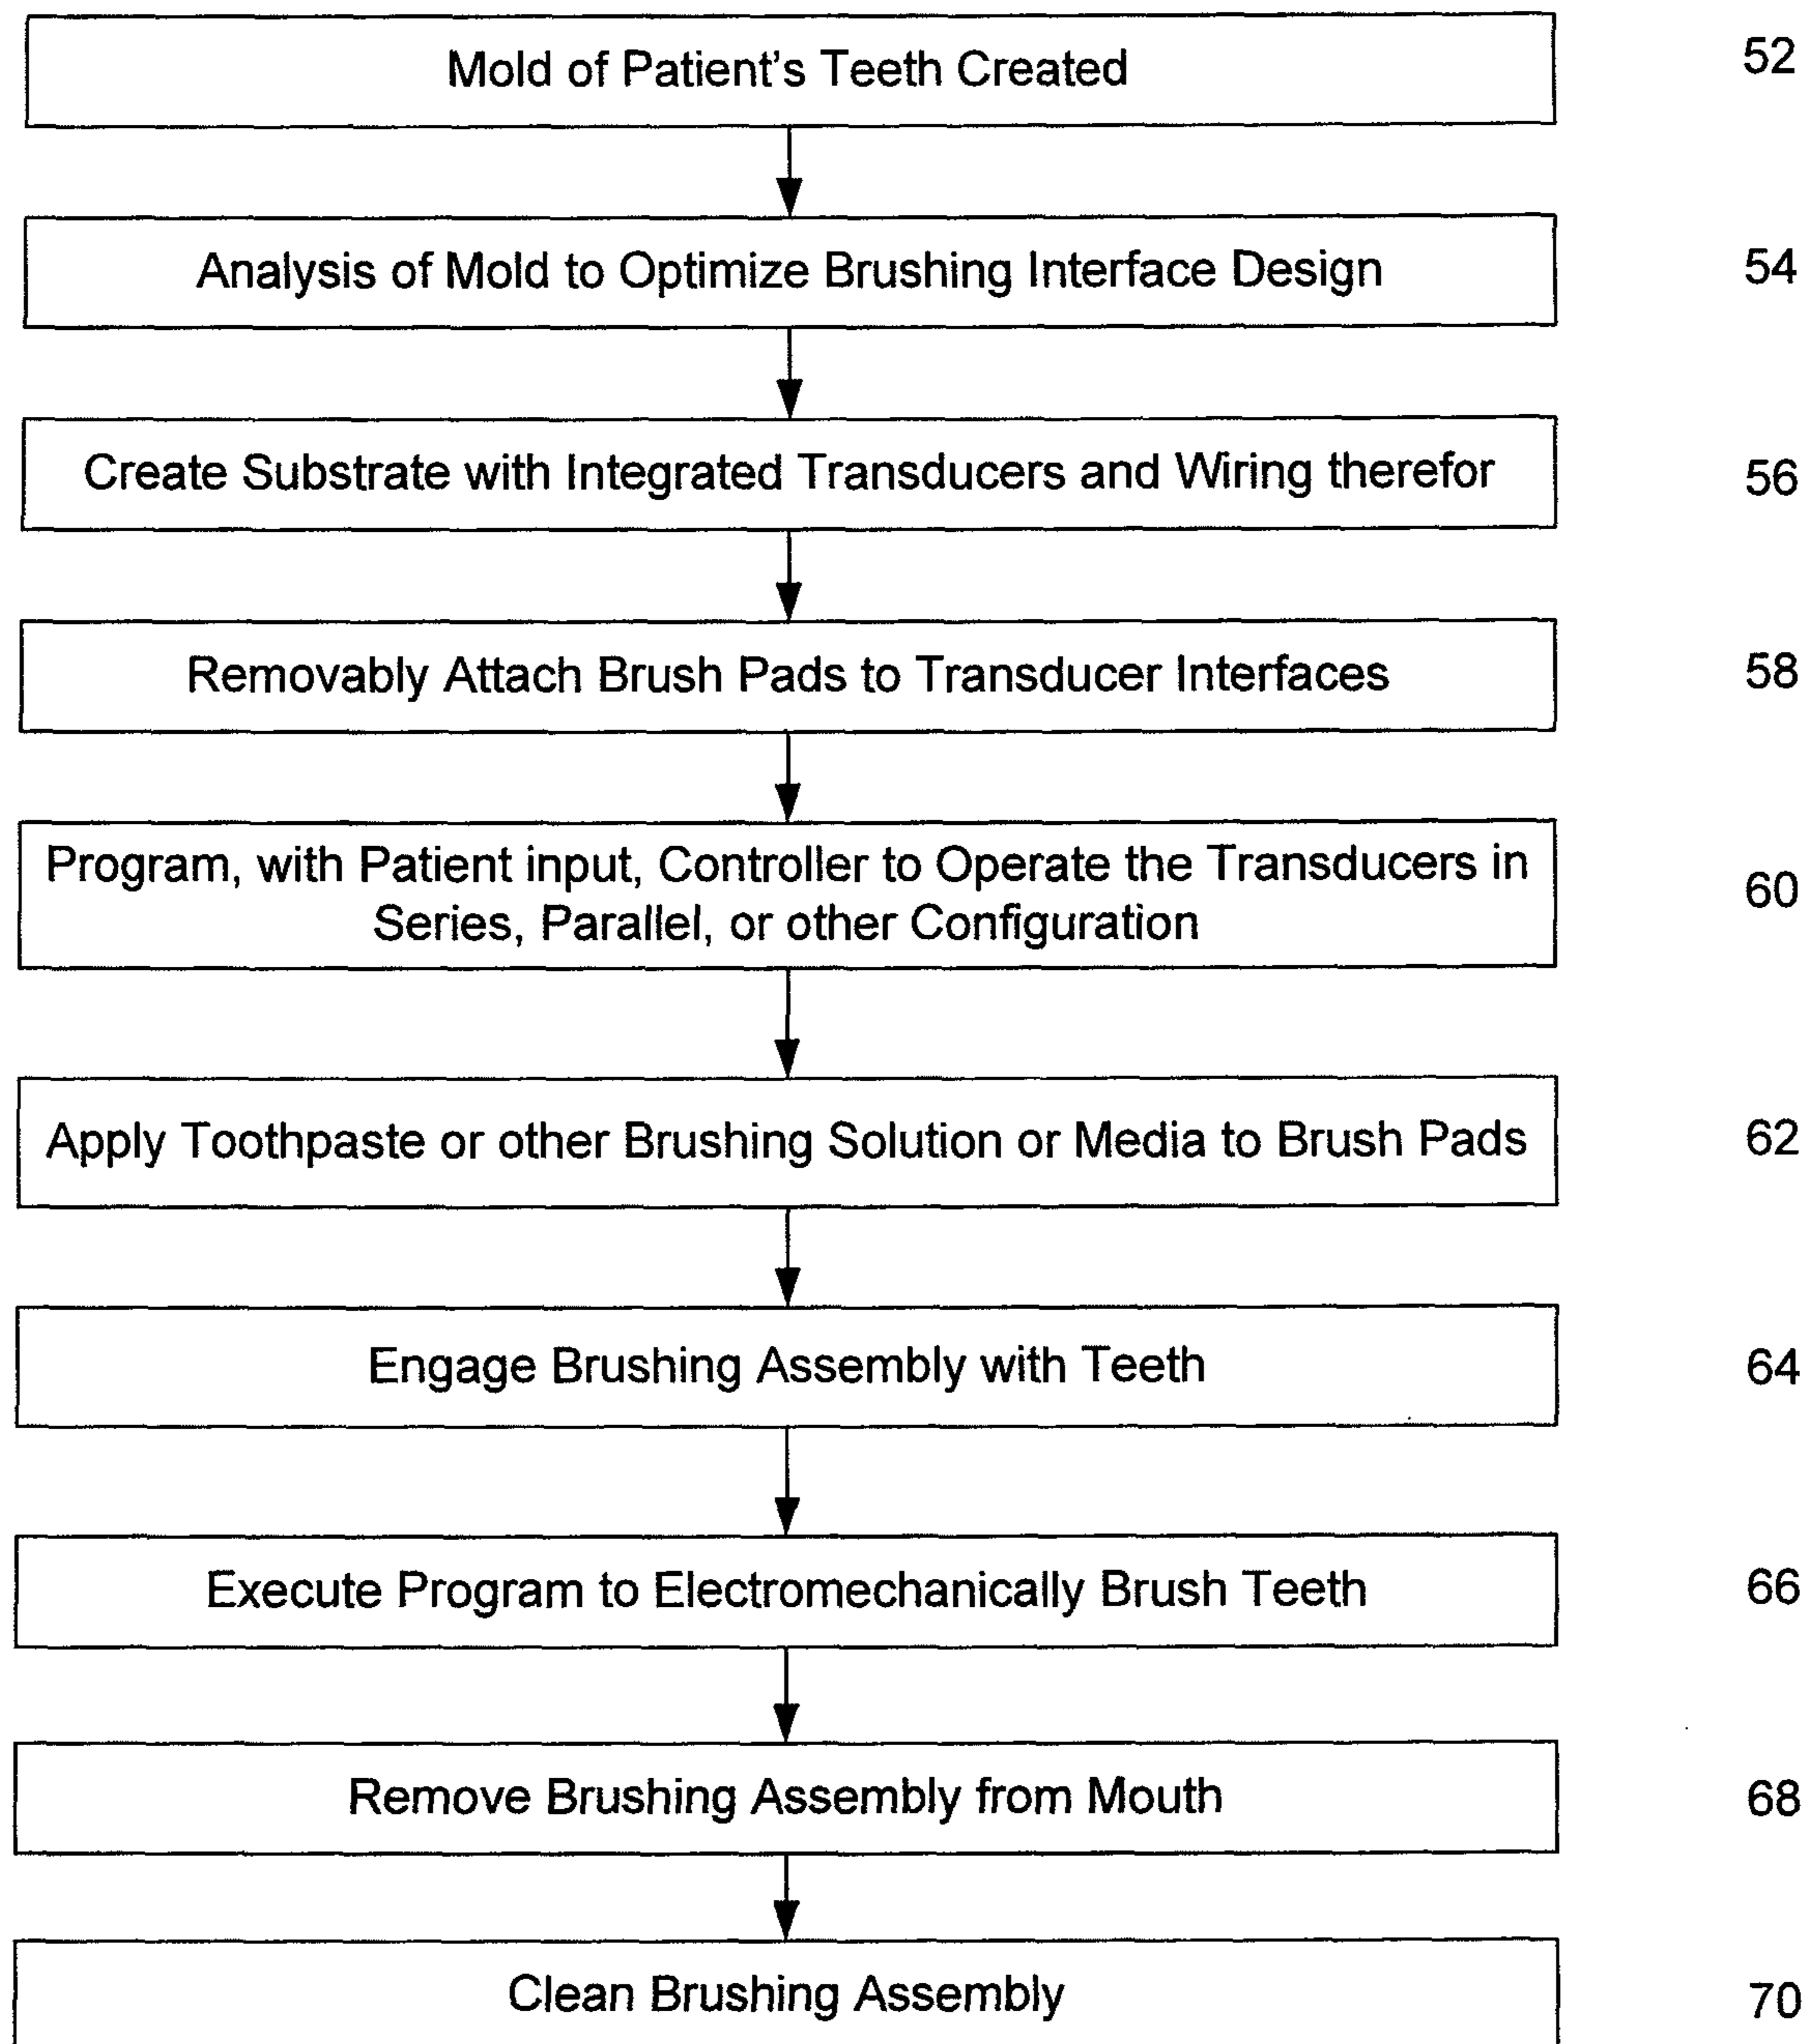 Mold of Patient's Teeth Created 52
Analysis of Mold to Optimize Brushing Interface Design 54
Create Substrate with Integrated Transducers and Wiring therefor 56
Removably Attach Brush Pads to Transducer Interfaces 58
Program, with Patient input, Controller to Operate the Transducers in
Series, Parallel, or other Configuration 60
Apply Toothpaste or other Brushing Solution or Media to Brush Pads 62
Engage Brushing Assembly with Teeth 64
Execute Program to Electromechanically Brush Teeth 66
Remove Brushing Assembly from Mouth 68
Clean Brushing Assembly 70